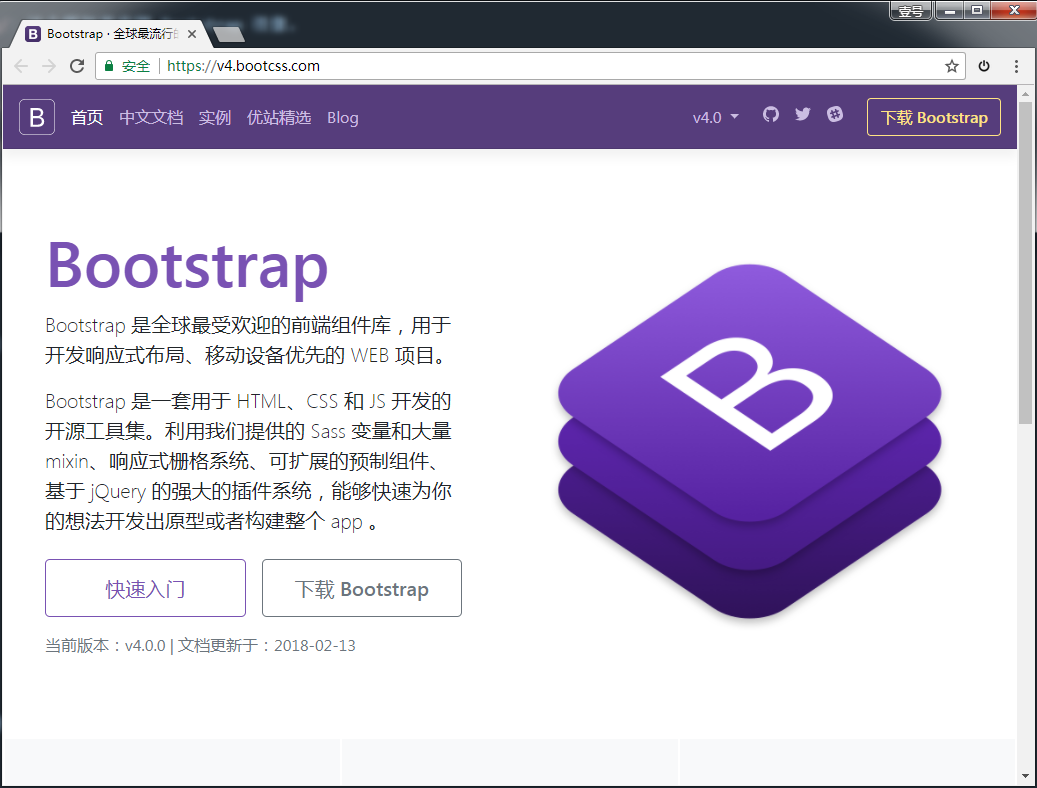 壹号
Bootstrap · 全球最流行
安全 https://v4.bootcss.com
B 首页 中文文档 实例 优站精选 Blog v4.0 下载 Bootstrap
Bootstrap
Bootstrap 是全球最受欢迎的前端组件库，用于
开发响应式布局、移动设备优先的 WEB 项目。
Bootstrap 是一套用于 HTML、CSS 和 JS 开发的
开源工具集。利用我们提供的 Sass 变量和大量
mixin、响应式栅格系统、可扩展的预制组件、
基于 jQuery 的强大的插件系统，能够快速为你
的想法开发出原型或者构建整个 app 。
B
快速入门 下载 Bootstrap
当前版本：v4.0.0 | 文档更新于：2018-02-13